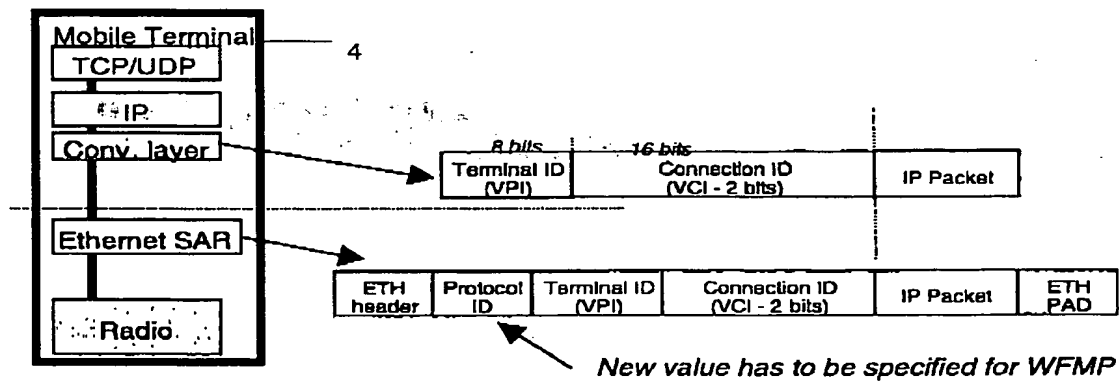 Mobile Terminal
4
TCP/UDP
IP
Conv. layer
8 bits
16 bits
Terminal ID
(VPI)
Connection ID
(VCI - 2 bits)
IP Packet
Ethernet SAR
ETH
header
Protocol
ID
Terminal ID
(VPI)
Connection ID
(VCI - 2 bits)
IP Packet
ETH
PAD
Radio
New value has to be specified for WFMP